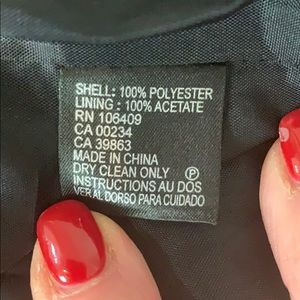 SHELL: 100% POLYESTER
LINING : 100% ACETATE
RN 106409
CA 00234
CA 39863
MADE IN CHINA
DRY CLEAN ONLY Ⓟ
INSTRUCTIONS AU DOS
VER AL DORSO PARA CUIDADO